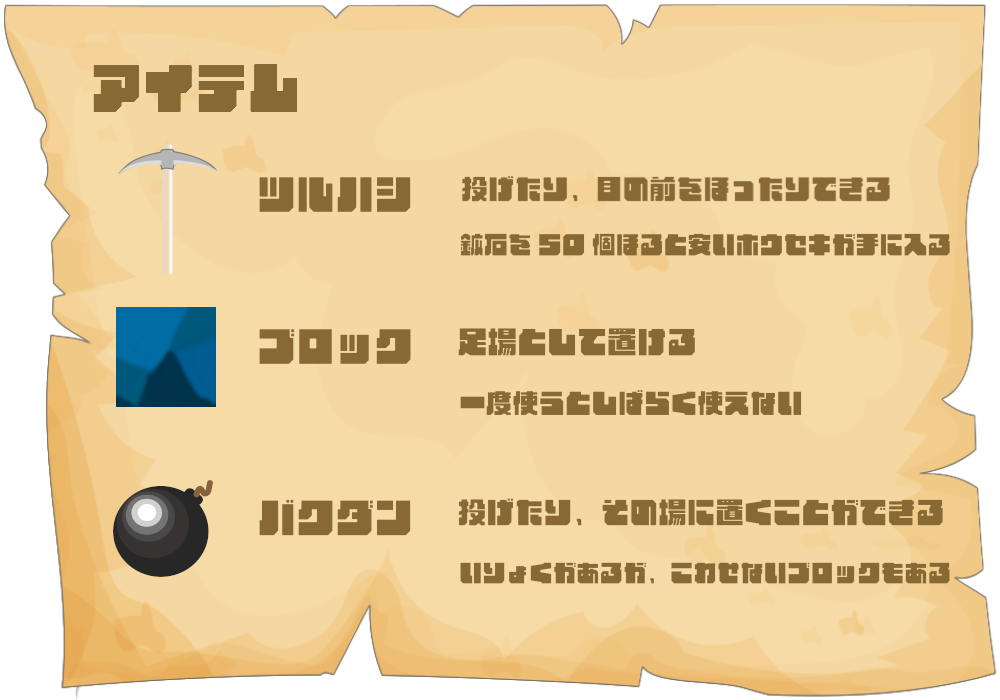 アイテム
ツルハシ 投げたり、目の前をほったりできる
鉱石を 50 個ほると安いホウセキが手に入る
ブロック 足場として置ける
一度使うとしばらく使えない
バクダン 投げたり、その場に置くことができる
いりょくがあるが、こわせないブロックもある